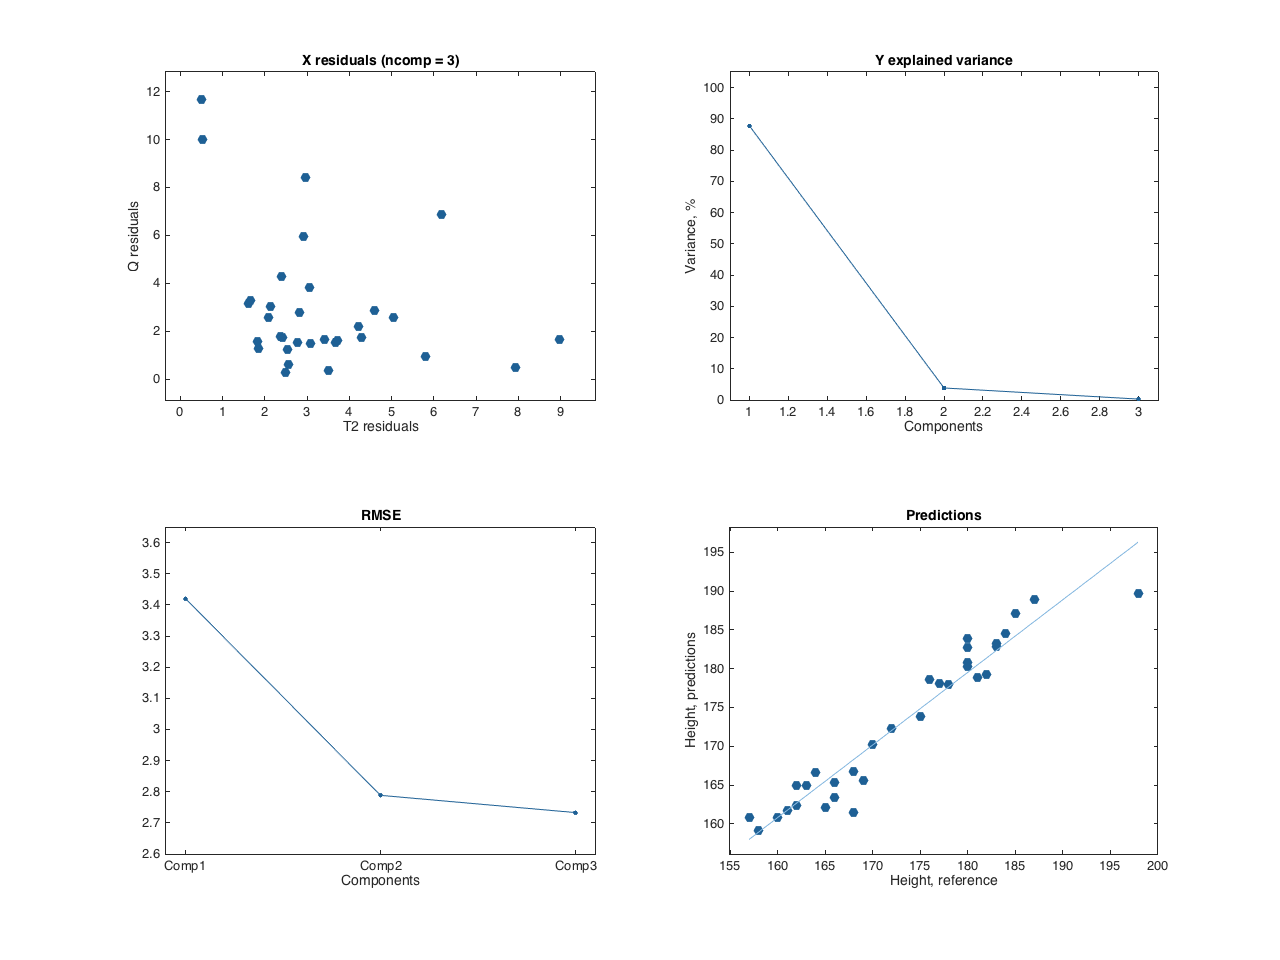 X residuals (ncomp = 3)
Q residuals
12
10
8
6
4
2
0
0 1 2 3 4 5 6 7 8 9
T2 residuals
Y explained variance
Variance, %
100
90
80
70
60
50
40
30
20
10
0
1 1.2 1.4 1.6 1.8 2 2.2 2.4 2.6 2.8 3
Components
RMSE
3.6
3.5
3.4
3.3
3.2
3.1
3
2.9
2.8
2.7
2.6
Comp1 Comp2 Comp3
Components
Predictions
Height, predictions
195
190
185
180
175
170
165
160
155 160 165 170 175 180 185 190 195 200
Height, reference